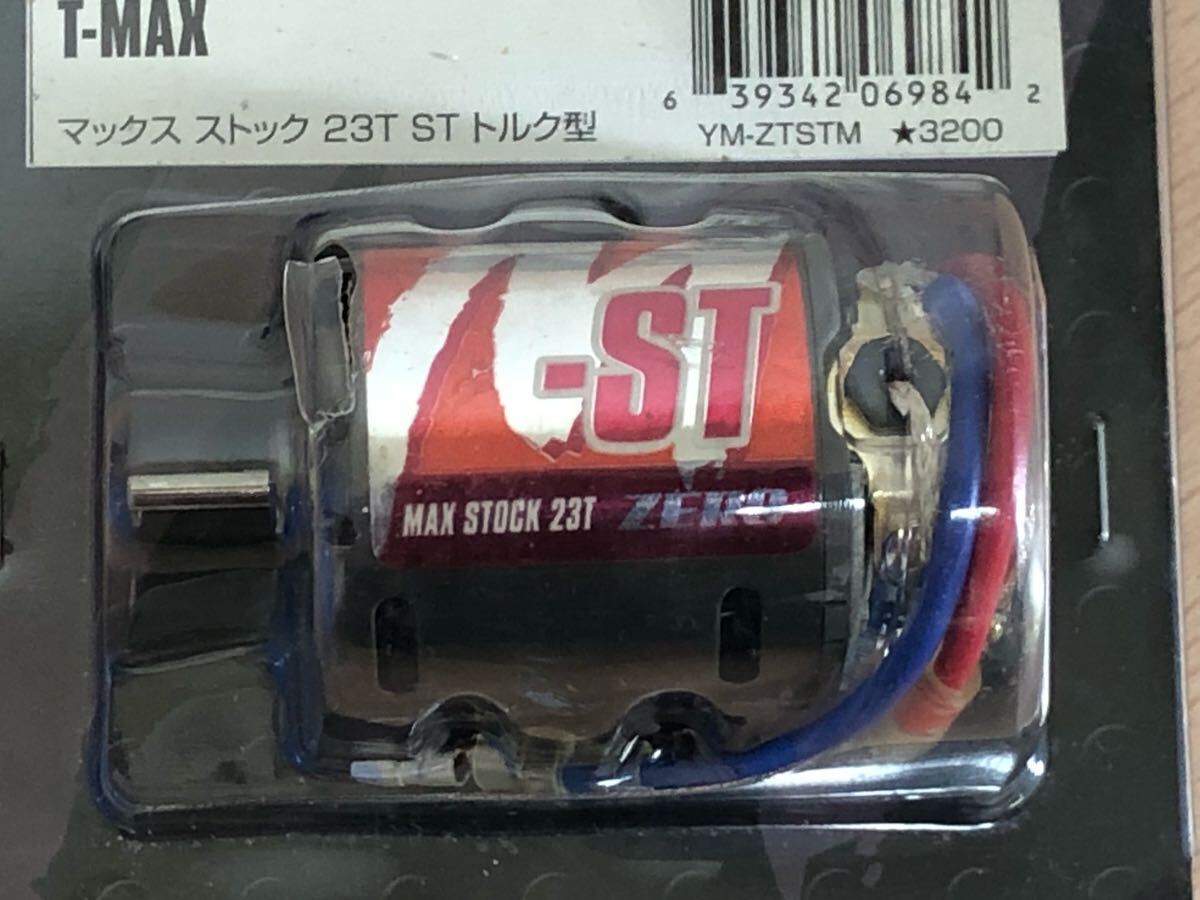 T-MAX
6 39342 06984 2
マックス ストック 23T ST トルク型
YM-ZTSTM ★3200
-ST
MAX STOCK 23T ZERO